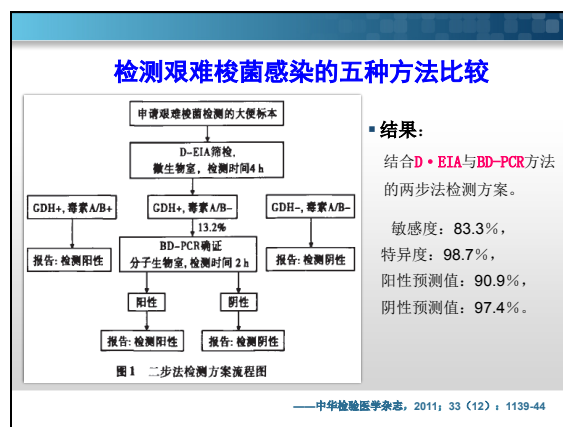 检测艰难梭菌感染的五种方法比较
申请艰难梭菌检测的大便标本
D-EIA筛检,
微生物室，检测时间4 h
GDH+,毒素A/B+
GDH+,毒素A/B-
GDH-,毒素A/B-
13.2%
报告:检测阳性
BD-PCR确证
分子生物室,检测时间 2 h
报告:检测阴性
阳性
阴性
报告:检测阳性
报告:检测阴性
图1 二步法检测方案流程图
结果：
结合D·EIA与BD-PCR方法
的两步法检测方案。
敏感度：83.3％，
特异度：98.7％，
阳性预测值：90.9％，
阴性预测值：97.4％。
——中华检验医学杂志，2011；33（12）：1139-44